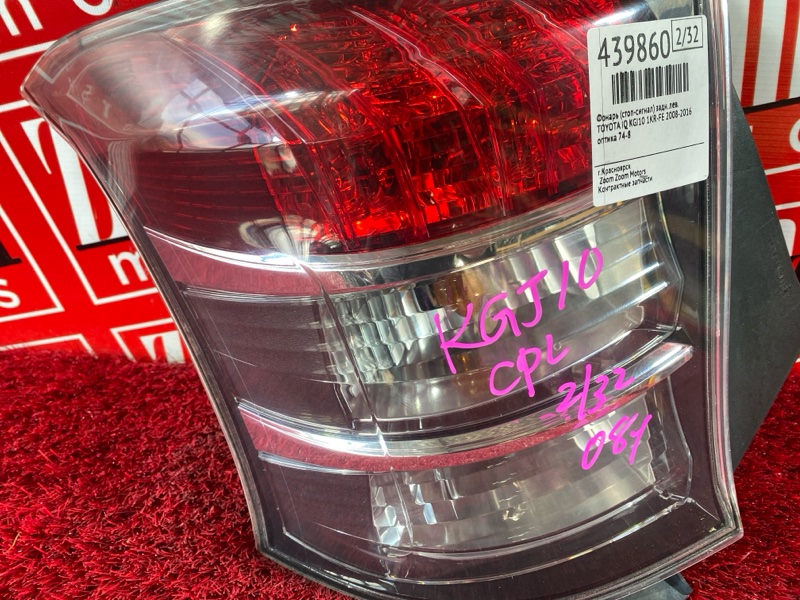 439860
2/32
Фонарь (стоп-сигнал) задн. лев.
TOYOTA IQ KGJ10 1KR-FE 2008-2016
оптика 74-8
г.Красноярск
Zoom Zoom Motors
Контрактные запчасти
KGJ10
CPL
2/32
084